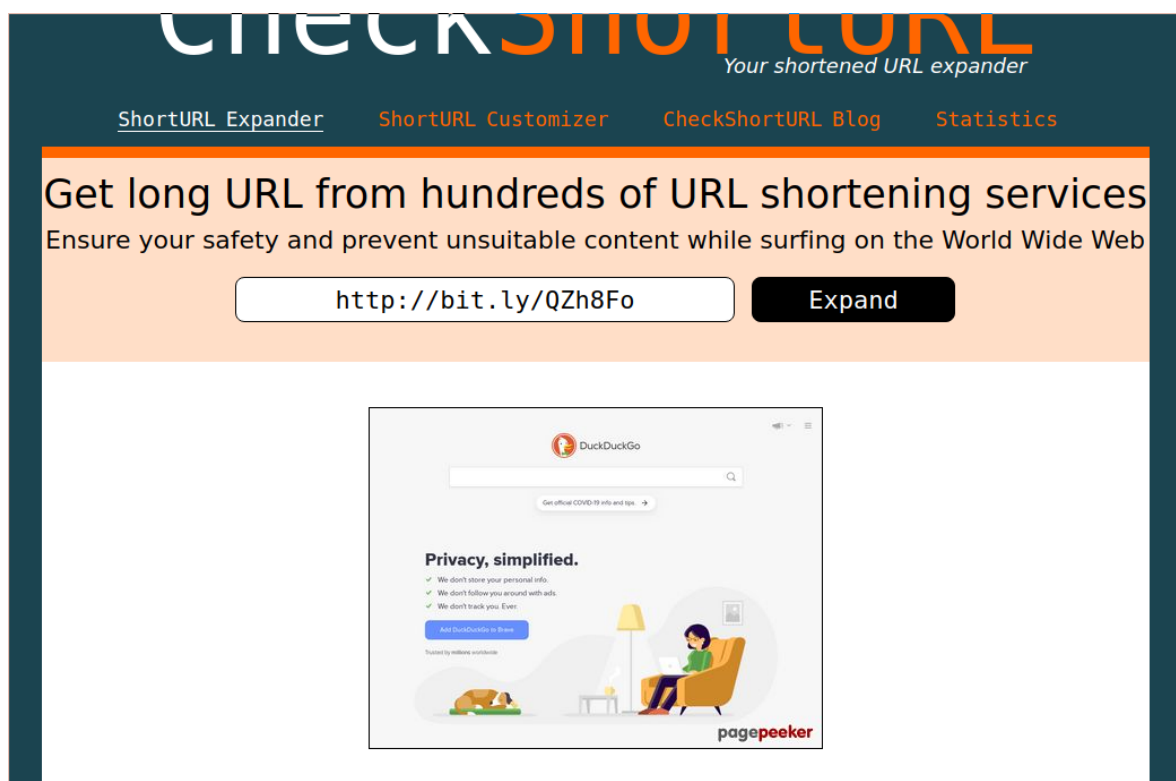 CheckShortURL
Your shortened URL expander
ShortURL Expander ShortURL Customizer CheckShortURL Blog Statistics
Get long URL from hundreds of URL shortening services
Ensure your safety and prevent unsuitable content while surfing on the World Wide Web
http://bit.ly/QZh8Fo Expand
DuckDuckGo
Get official COVID-19 info and tips. →
Privacy, simplified.
✓ We don't store your personal info.
✓ We don't follow you around with ads.
✓ We don't track you. Ever.
Add DuckDuckGo to Brave
Trusted by millions worldwide
pagepeeker